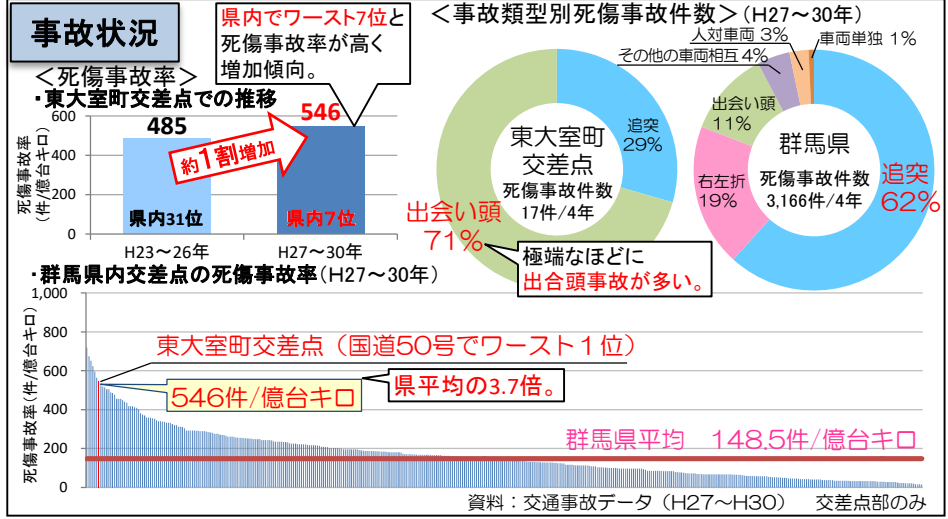 事故状況
県内でワースト7位と
死傷事故率が高く
増加傾向。
＜死傷事故率＞
・東大室町交差点での推移
死傷事故率
(件/億台キロ)
600
400
200
0
485
546
約1割増加
県内31位
県内7位
H23～26年
H27～30年
＜事故類型別死傷事故件数＞(H27～30年)
東大室町
交差点
死傷事故件数
17件/4年
追突
29%
出会い頭
71%
極端なほどに
出合頭事故が多い。
人対車両 3%
車両単独 1%
その他の車両相互 4%
出会い頭
11%
右左折
19%
群馬県
死傷事故件数
3,166件/4年
追突
62%
・群馬県内交差点の死傷事故率(H27～30年)
死傷事故率(件/億台キロ)
1,000
800
600
400
200
0
東大室町交差点（国道50号でワースト１位）
546件/億台キロ
県平均の3.7倍。
群馬県平均　148.5件/億台キロ
資料：交通事故データ（H27～H30）　交差点部のみ